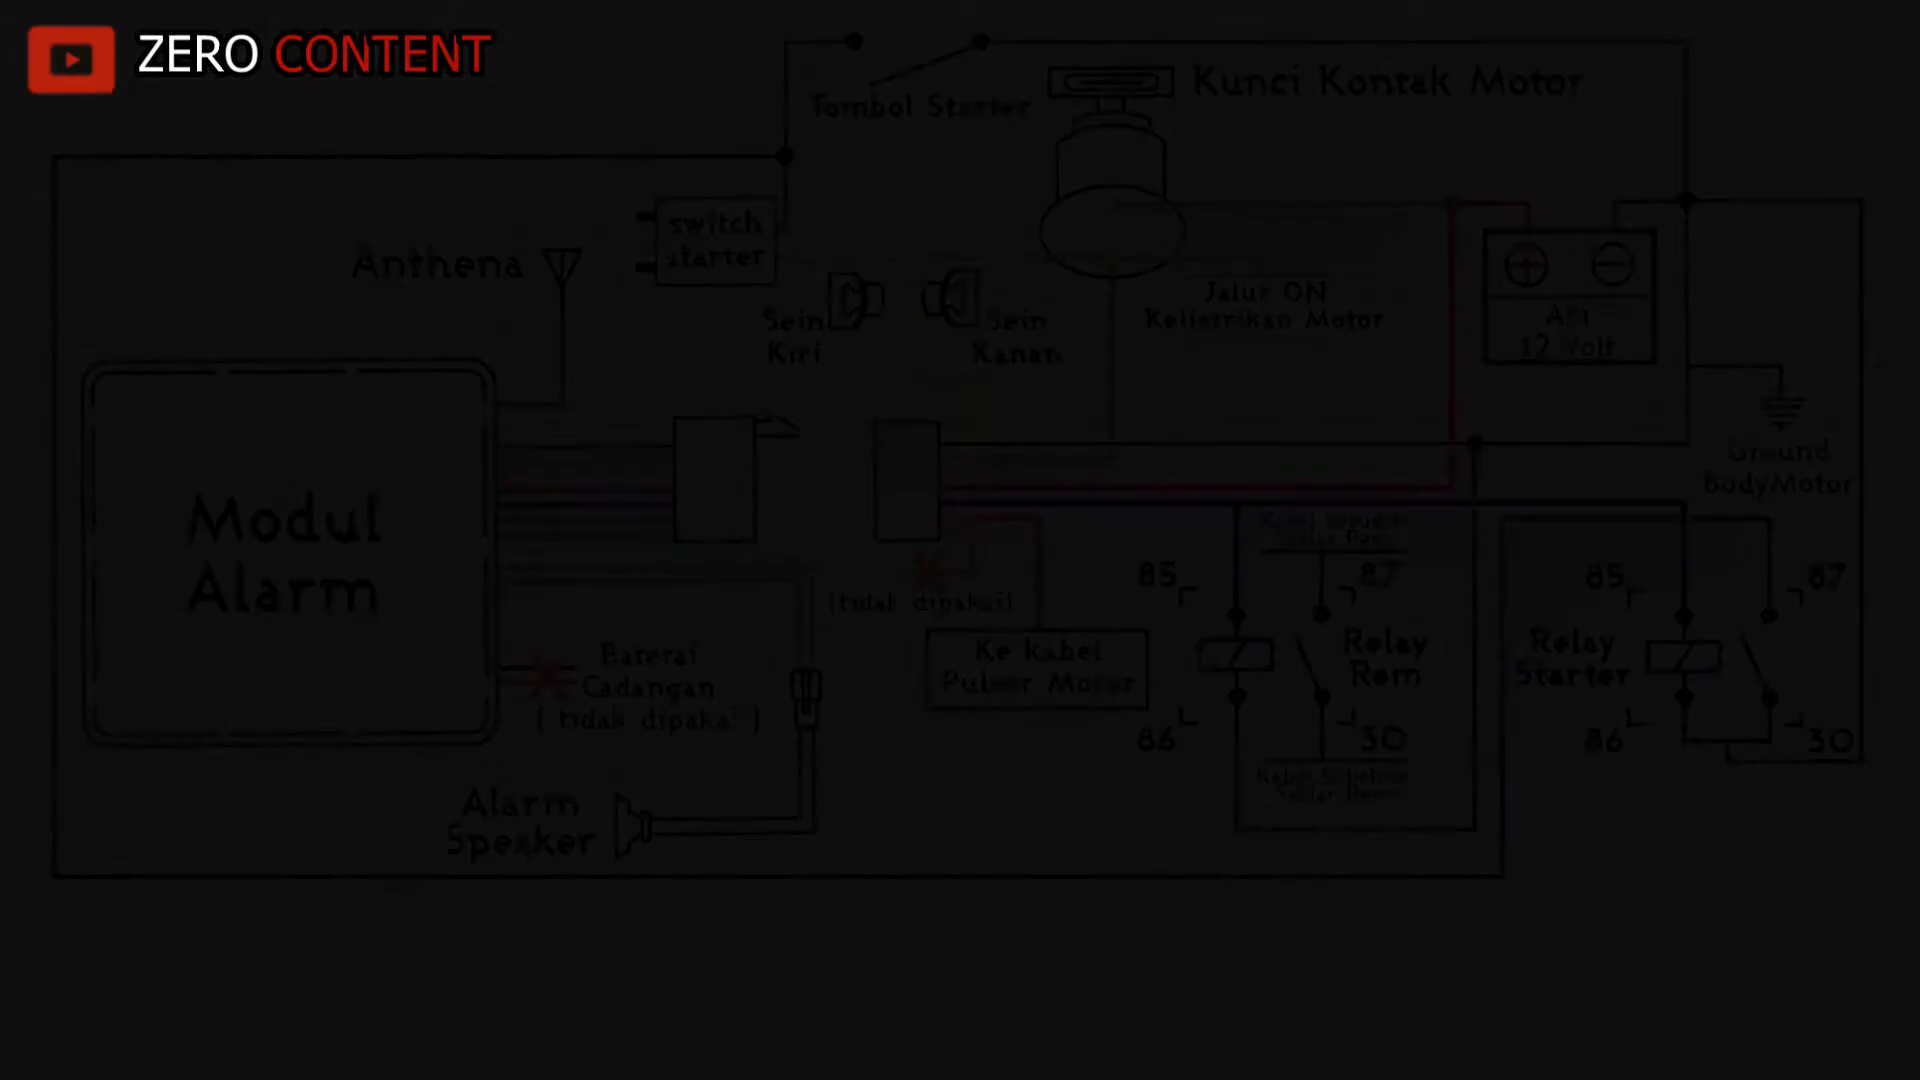 ZERO CONTENT
Tombol Starter
Kunci Kontak Motor
switch
starter
Anthena
Sein
Kiri
Sein
Kanan
Jalur ON
Kelistrikan Motor
Aki
12 Volt
Ground
BodyMotor
Modul
Alarm
(tidak dipakai)
Ke kabel
Pulser Motor
Baterai
Cadangan
( tidak dipakai )
85
87
Relay
Rem
86
30
85
87
Relay
Starter
86
30
Alarm
Speaker